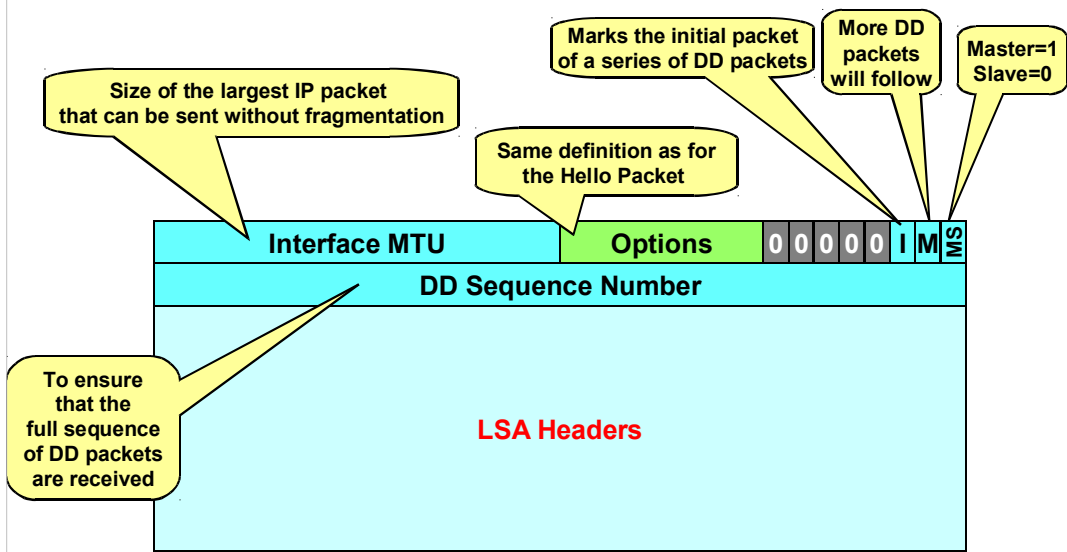 Marks the initial packet
of a series of DD packets
More DD
packets
will follow
Master=1
Slave=0
Size of the largest IP packet
that can be sent without fragmentation
Same definition as for
the Hello Packet
Interface MTU Options 0 0 0 0 0 I M MS
DD Sequence Number
To ensure
that the
full sequence
of DD packets
are received
LSA Headers